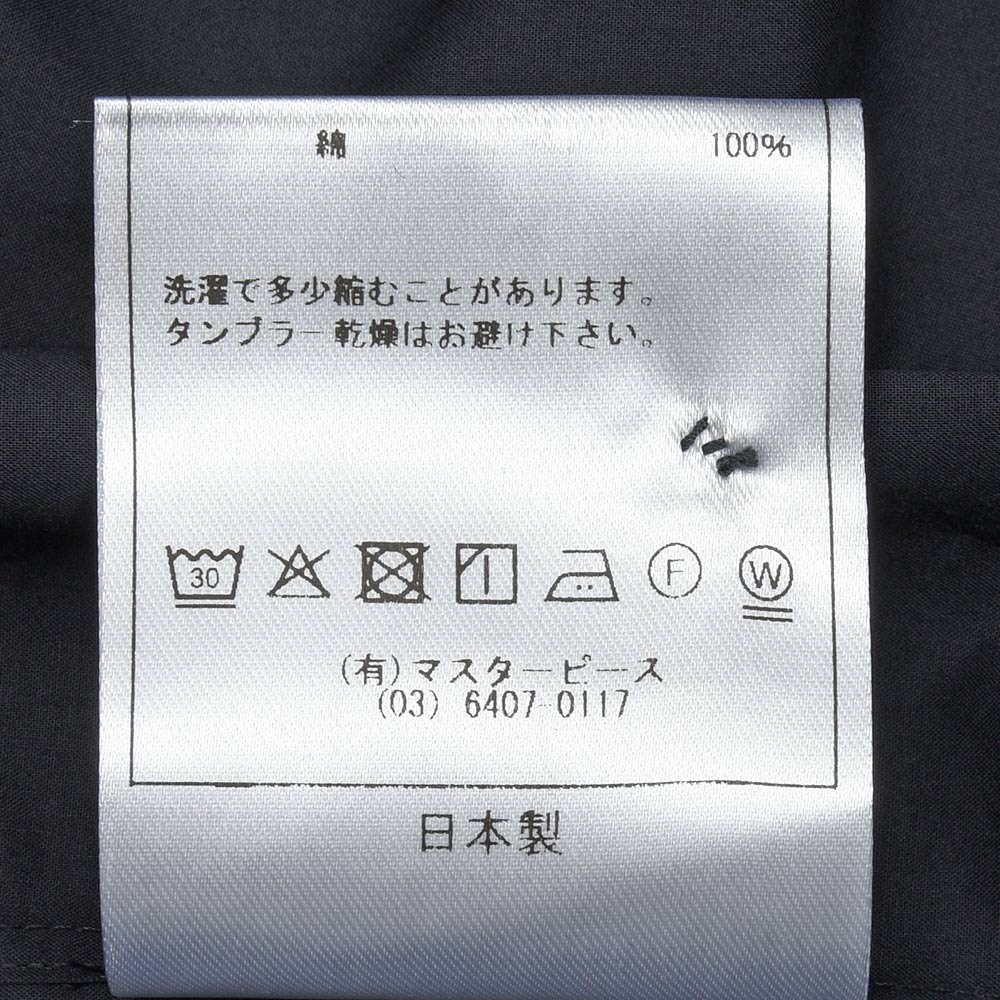 綿 100%
洗濯で多少縮むことがあります。
タンブラー乾燥はお避け下さい。
30 F W
(有)マスターピース
(03) 6407-0117
日本製